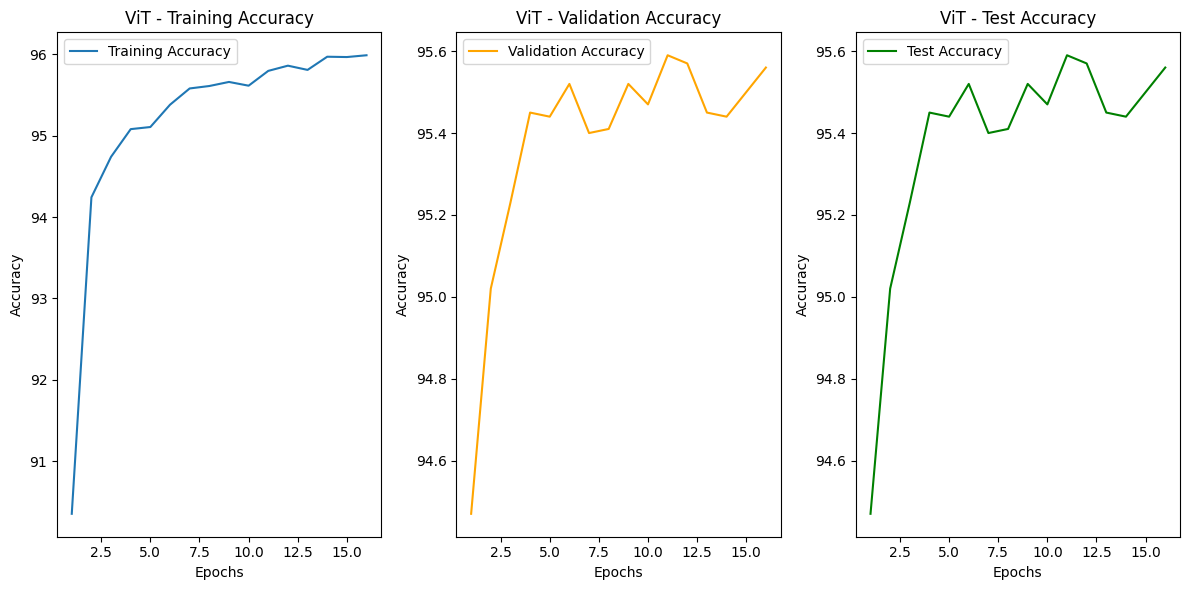 ViT - Training Accuracy
Training Accuracy
96
95
94
93
92
91
Accuracy
2.5 5.0 7.5 10.0 12.5 15.0
Epochs
ViT - Validation Accuracy
Validation Accuracy
95.6
95.4
95.2
95.0
94.8
94.6
Accuracy
2.5 5.0 7.5 10.0 12.5 15.0
Epochs
ViT - Test Accuracy
Test Accuracy
95.6
95.4
95.2
95.0
94.8
94.6
Accuracy
2.5 5.0 7.5 10.0 12.5 15.0
Epochs